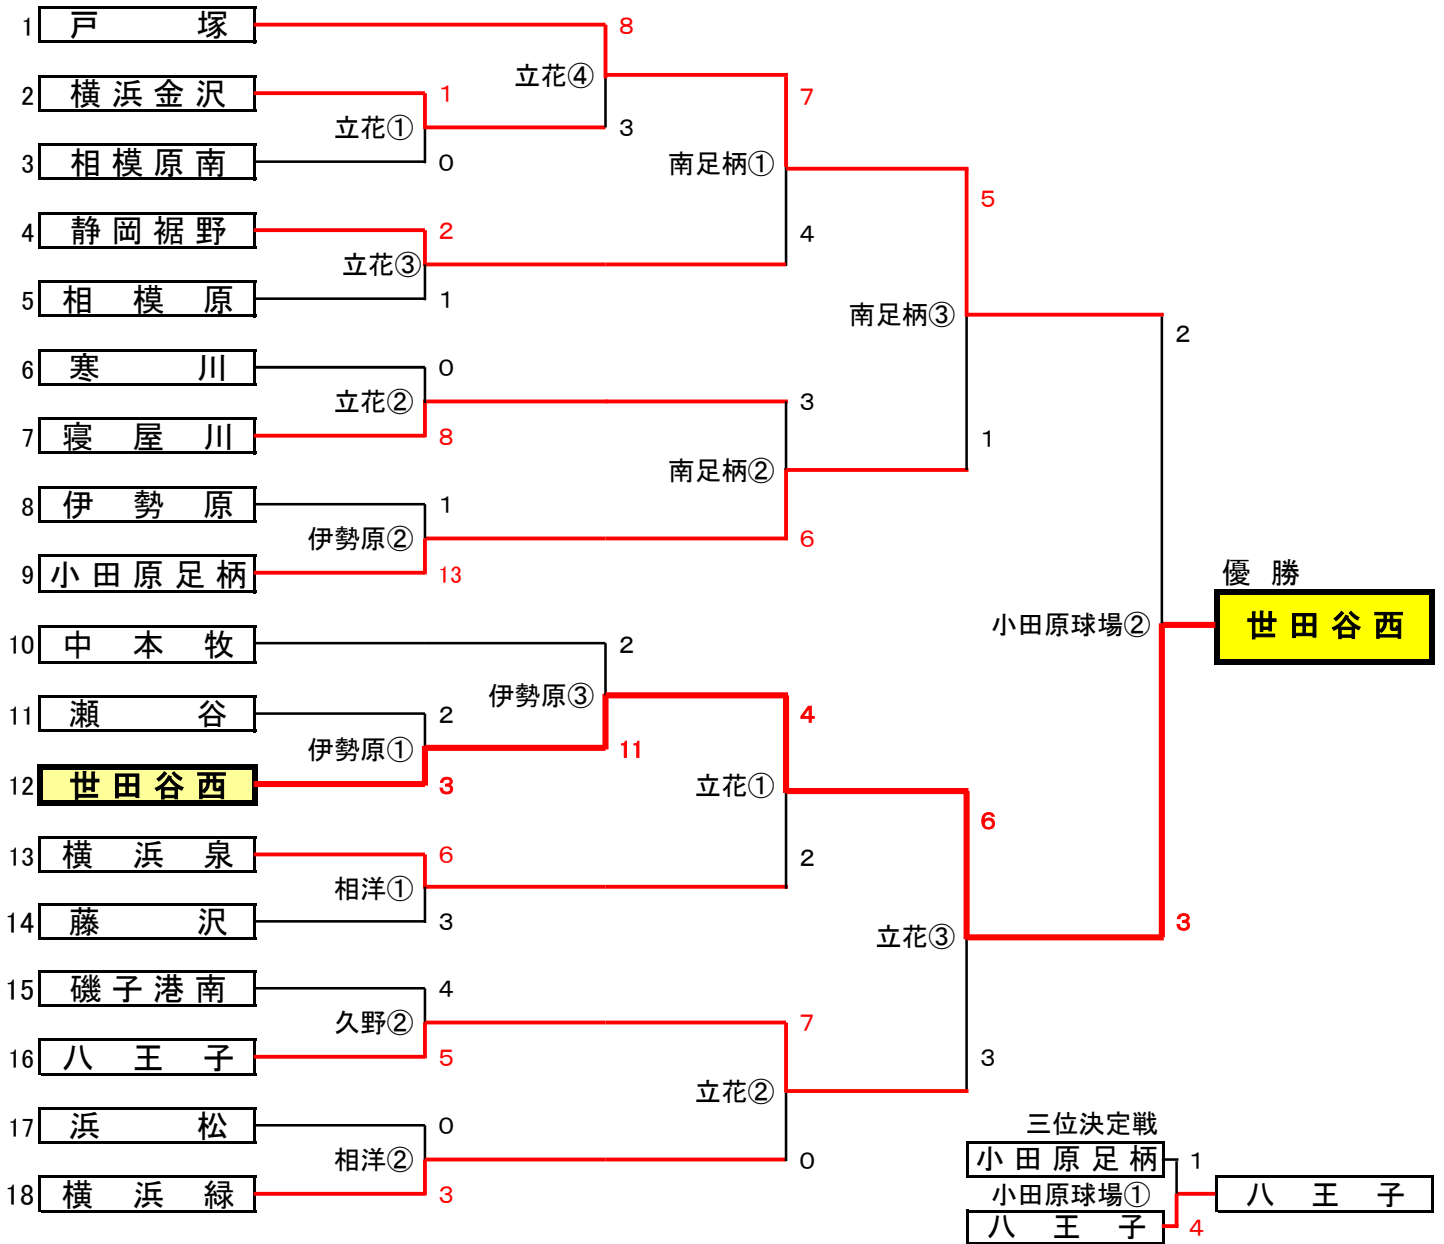 1 戸塚 8
立花④
2 横浜金沢 1 7
立花① 3
3 相模原南 0 南足柄①
5
4 静岡裾野 2 4
立花③
5 相模原 1
南足柄③
2
6 寒川 0
立花② 3
7 寝屋川 8 1
南足柄②
8 伊勢原 1
伊勢原② 6
9 小田原足柄 13
優勝
小田原球場② 世田谷西
10 中本牧 2
伊勢原③
11 瀬谷 2 4
伊勢原① 11
12 世田谷西 3 立花①
6
13 横浜泉 6 2
相洋①
14 藤沢 3 3
立花③
15 磯子港南 4
久野② 7
16 八王子 5 3
立花②
17 浜松 0 三位決定戦
相洋② 0 小田原足柄 1
18 横浜緑 3 小田原球場① 八王子
八王子 4